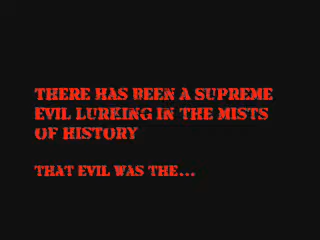 THERE HAS BEEN A SUPREME
EVIL LURKING IN THE MISTS
OF HISTORY
THAT EVIL WAS THE...